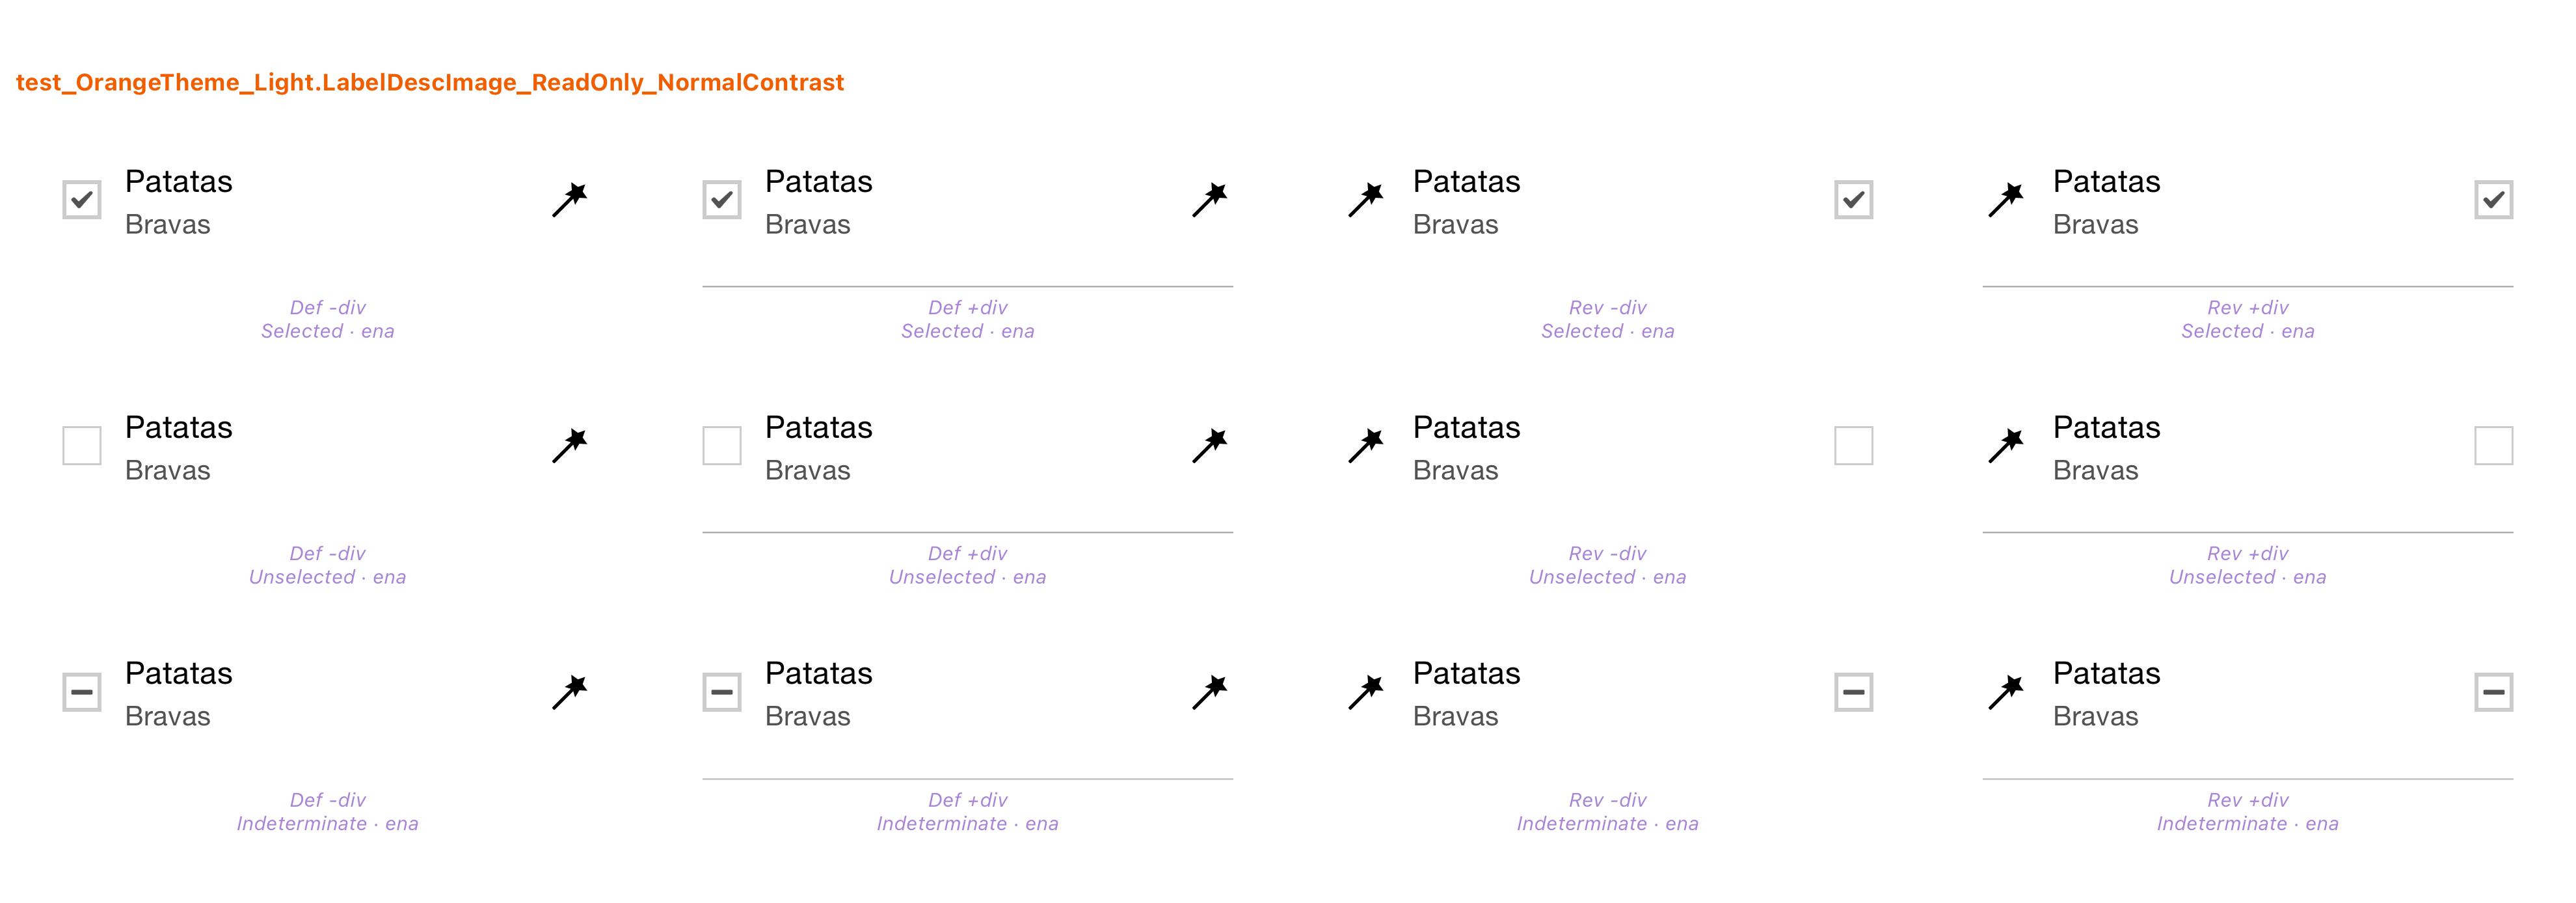 test_OrangeTheme_Light.LabelDescImage_ReadOnly_NormalContrast
Patatas
Bravas
Def -div
Selected · ena
Patatas
Bravas
Def +div
Selected · ena
Patatas
Bravas
Rev -div
Selected · ena
Patatas
Bravas
Rev +div
Selected · ena
Patatas
Bravas
Def -div
Unselected · ena
Patatas
Bravas
Def +div
Unselected · ena
Patatas
Bravas
Rev -div
Unselected · ena
Patatas
Bravas
Rev +div
Unselected · ena
Patatas
Bravas
Def -div
Indeterminate · ena
Patatas
Bravas
Def +div
Indeterminate · ena
Patatas
Bravas
Rev -div
Indeterminate · ena
Patatas
Bravas
Rev +div
Indeterminate · ena